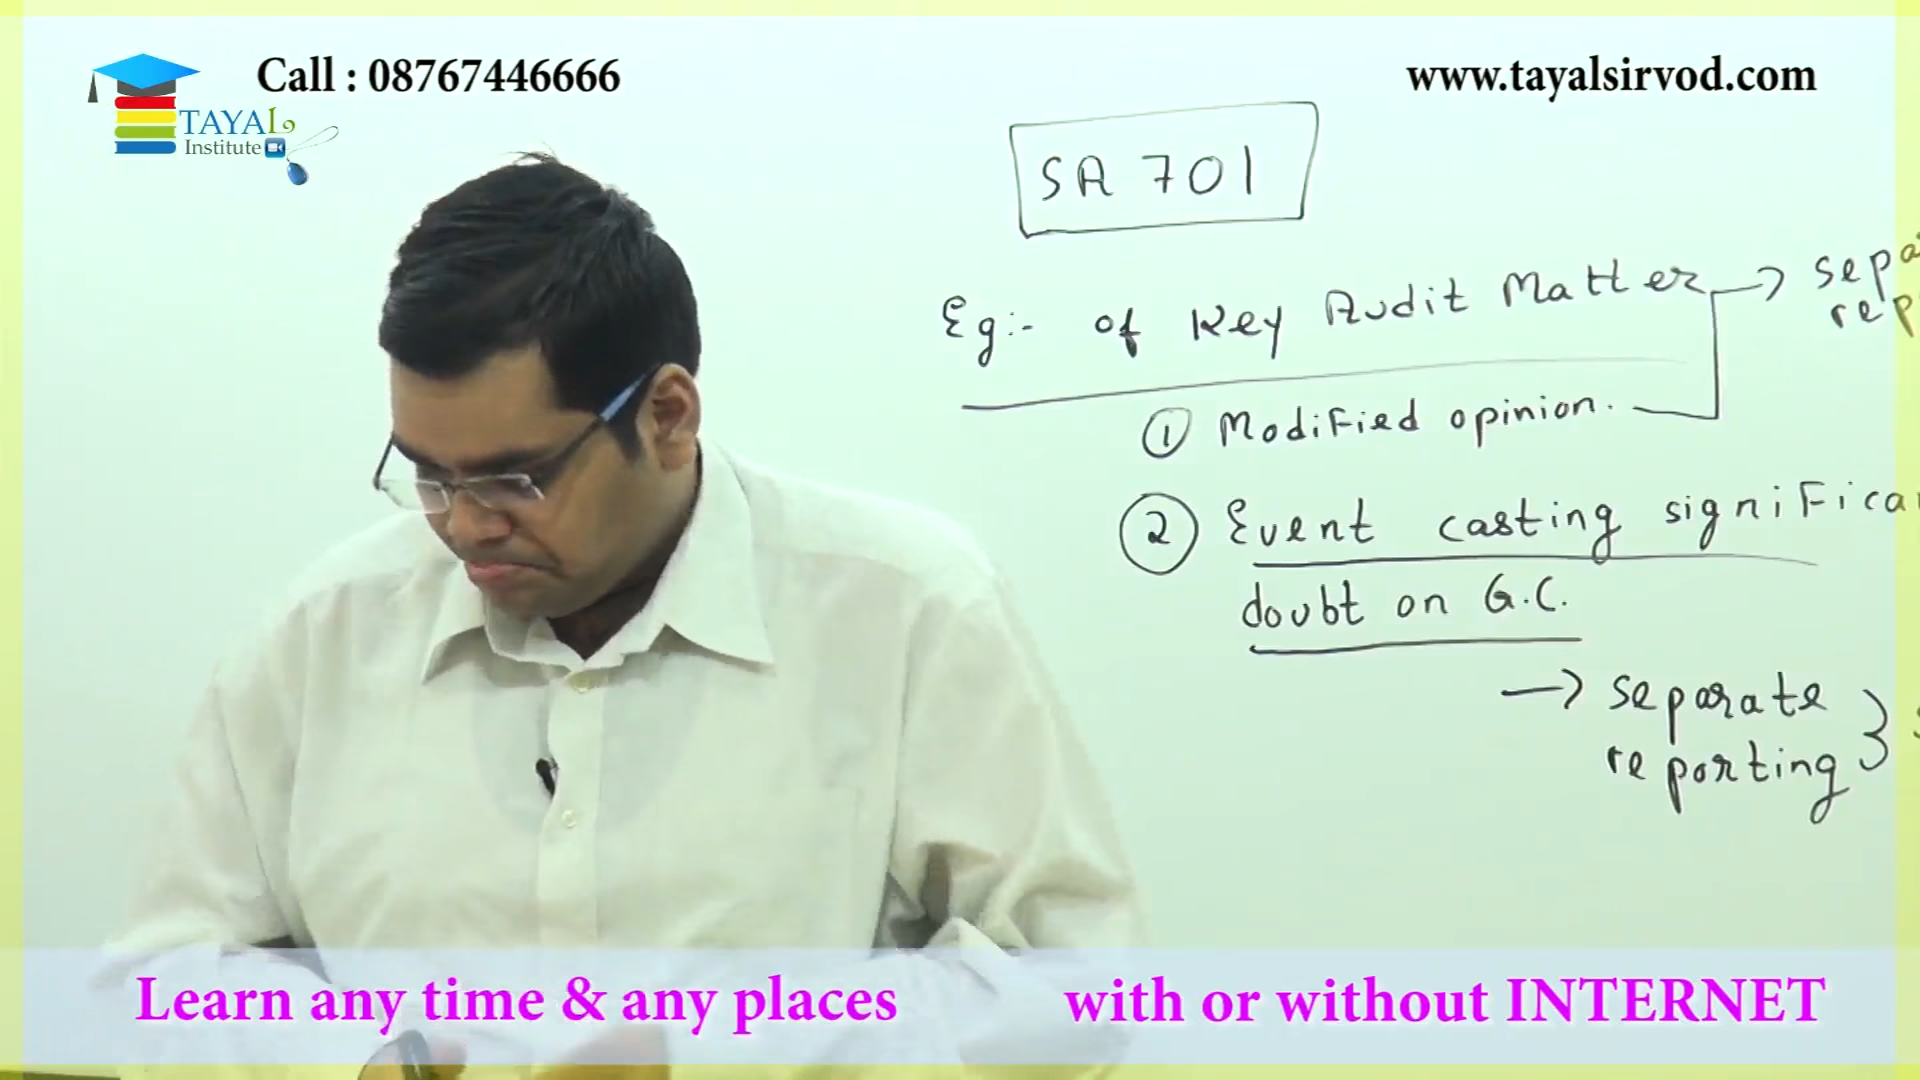 Call : 08767446666
www.tayalsirvod.com
TAYAL
Institute
SA 701
Eg:- of Key Audit Matter →
① Modified opinion.
② Event casting
doubt on G.C.
→ separate
reporting
Learn any time & any places
with or without INTERNET